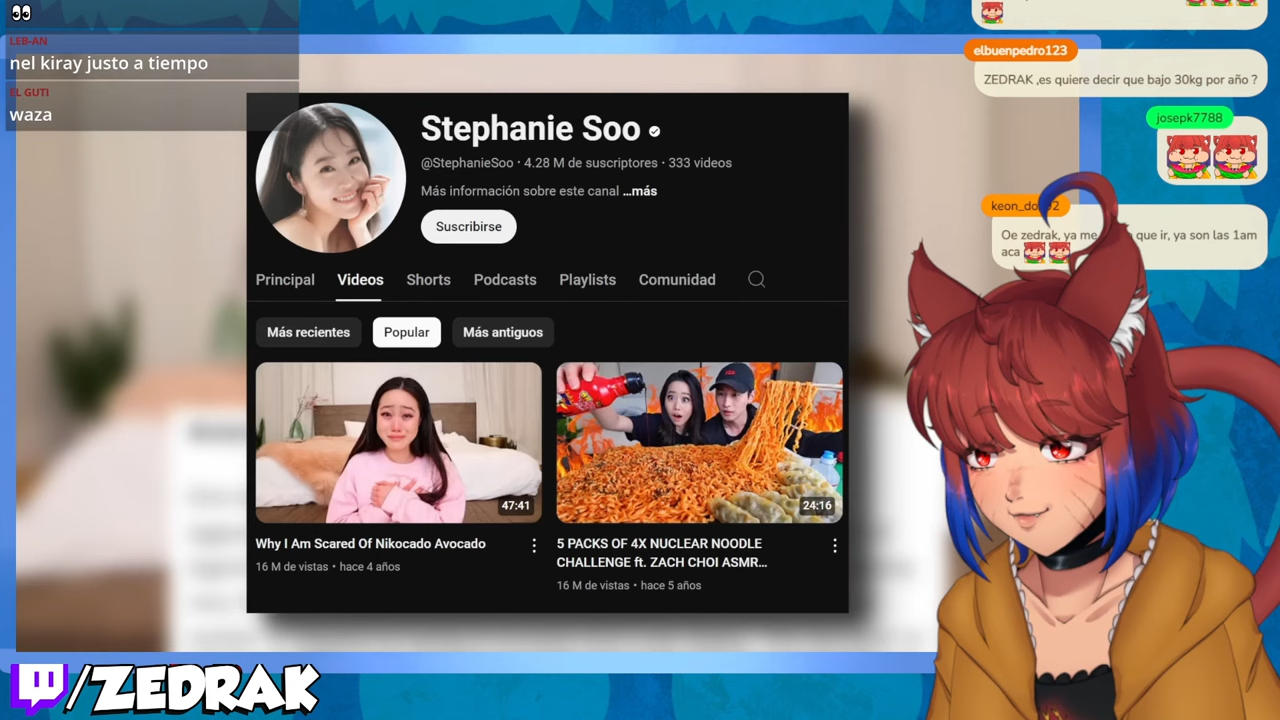 LEB-AN
nel kiray justo a tiempo
EL GUTI
waza
Stephanie Soo
@StephanieSoo • 4.28 M de suscriptores • 333 videos
Más información sobre este canal ...más
Suscribirse
Principal Videos Shorts Podcasts Playlists Comunidad
Más recientes Popular Más antiguos
47:41
24:16
Why I Am Scared Of Nikocado Avocado
16 M de vistas • hace 4 años
5 PACKS OF 4X NUCLEAR NOODLE
CHALLENGE ft. ZACH CHOI ASMR...
16 M de vistas • hace 5 años
elbuenpedro123
ZEDRAK ,es quiere decir que bajo 30kg por año ?
josepk7788
Oe zedrak, ya que ir, ya son las 1am
aca
/ZEDRAK